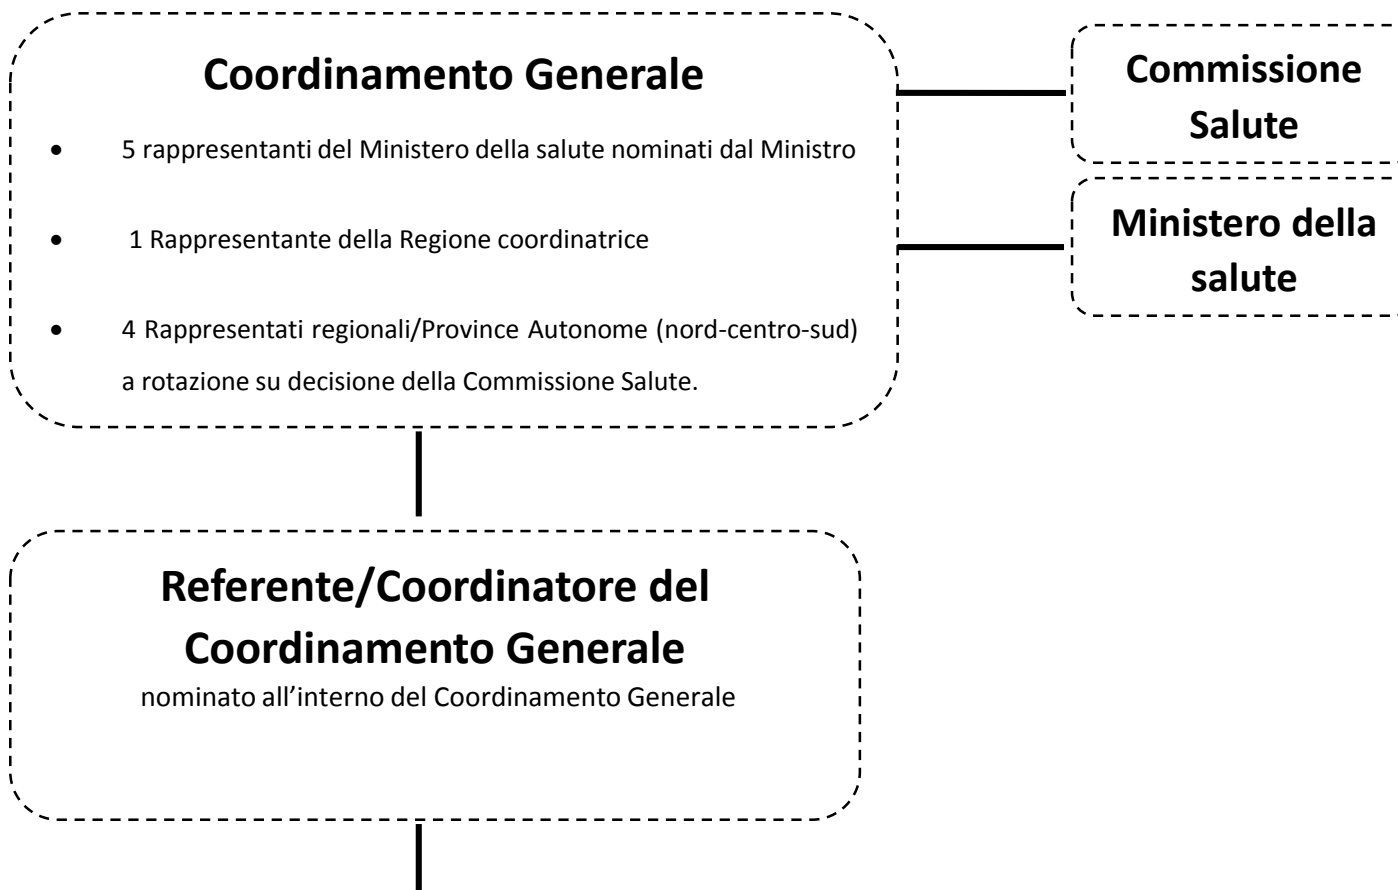 Coordinamento Generale
• 5 rappresentanti del Ministero della salute nominati dal Ministro
• 1 Rappresentante della Regione coordinatrice
• 4 Rappresentati regionali/Province Autonome (nord-centro-sud)
a rotazione su decisione della Commissione Salute.
Commissione
Salute
Ministero della
salute
Referente/Coordinatore del
Coordinamento Generale
nominato all’interno del Coordinamento Generale